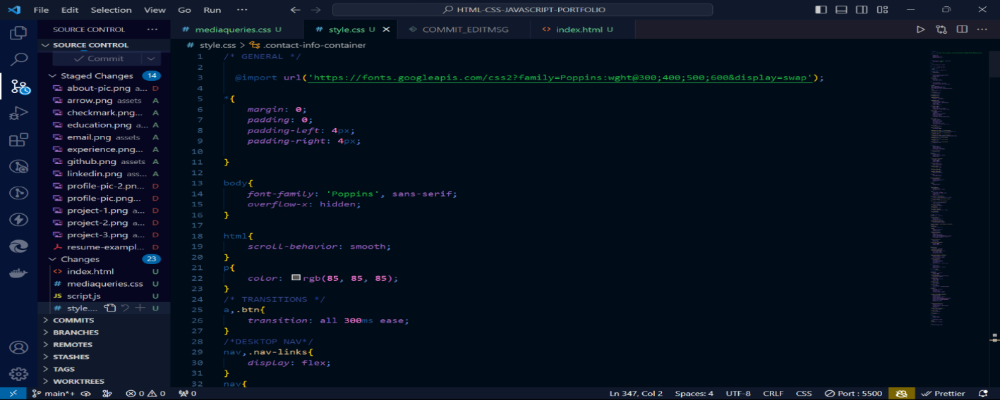 File Edit Selection View Go Run ··· HTML-CSS-JAVASCRIPT-PORTFOLIO
SOURCE CONTROL ···
# mediaqueries.css U # style.css U COMMIT_EDITMSG <> index.html U
SOURCE CONTROL
# style.css > .contact-info-container
Commit
Staged Changes 14
about-pic.png a... D
arrow.png assets A
checkmark.png... A
education.png a... A
email.png assets A
experience.png... A
github.png assets A
linkedin.png ass... A
profile-pic-2.pn... D
profile-pic.png... D
project-1.png a... D
project-2.png a... D
project-3.png a... D
resume-exampl... D
Changes 23
<> index.html U
# mediaqueries.css U
JS script.js U
# style.... U
COMMITS
BRANCHES
REMOTES
STASHES
TAGS
WORKTREES
1 /* GENERAL */
2
3 @import url('https://fonts.googleapis.com/css2?family=Poppins:wght@300;400;500;600&display=swap');
4
5 *{
6 margin: 0;
7 padding: 0;
8 padding-left: 4px;
9 padding-right: 4px;
10
11 }
12
13 body{
14 font-family: 'Poppins', sans-serif;
15 overflow-x: hidden;
16 }
17
18 html{
19 scroll-behavior: smooth;
20 }
21 p{
22 color: rgb(85, 85, 85);
23 }
24 /* TRANSITIONS */
25 a,.btn{
26 transition: all 300ms ease;
27 }
28 /*DESKTOP NAV*/
29 nav,.nav-links{
30 display: flex;
31 }
32 nav{
main*+ 0 0 0 Ln 347, Col 2 Spaces: 4 UTF-8 CRLF CSS Port : 5500 Prettier